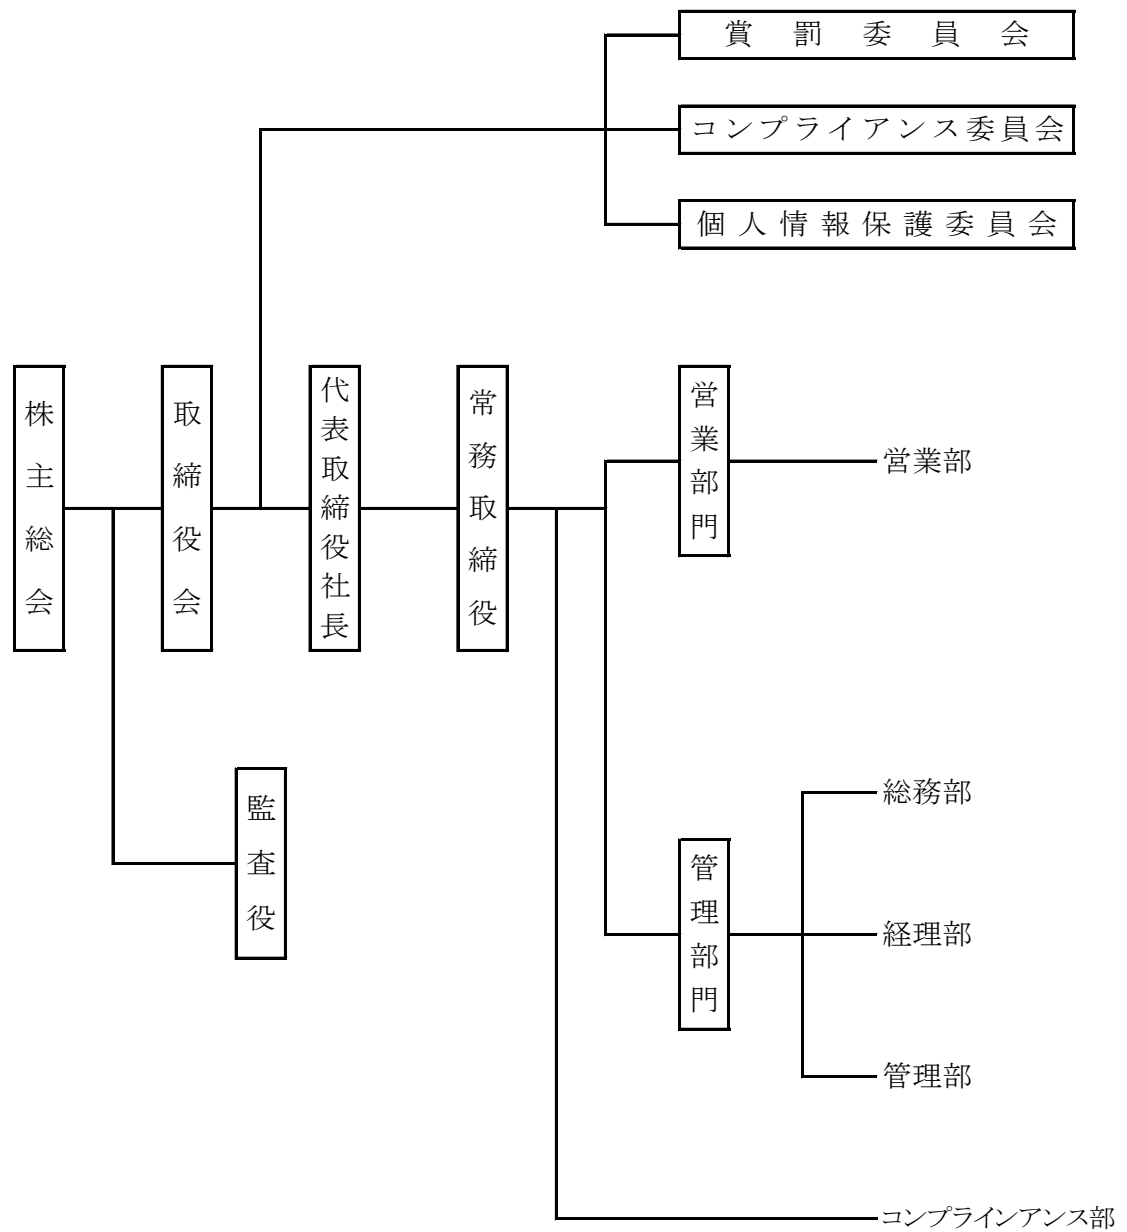 賞罰委員会
コンプライアンス委員会
個人情報保護委員会
株主総会
取締役会
代表取締役社長
常務取締役
営業部門
営業部
監査役
管理部門
総務部
経理部
管理部
コンプラインアンス部